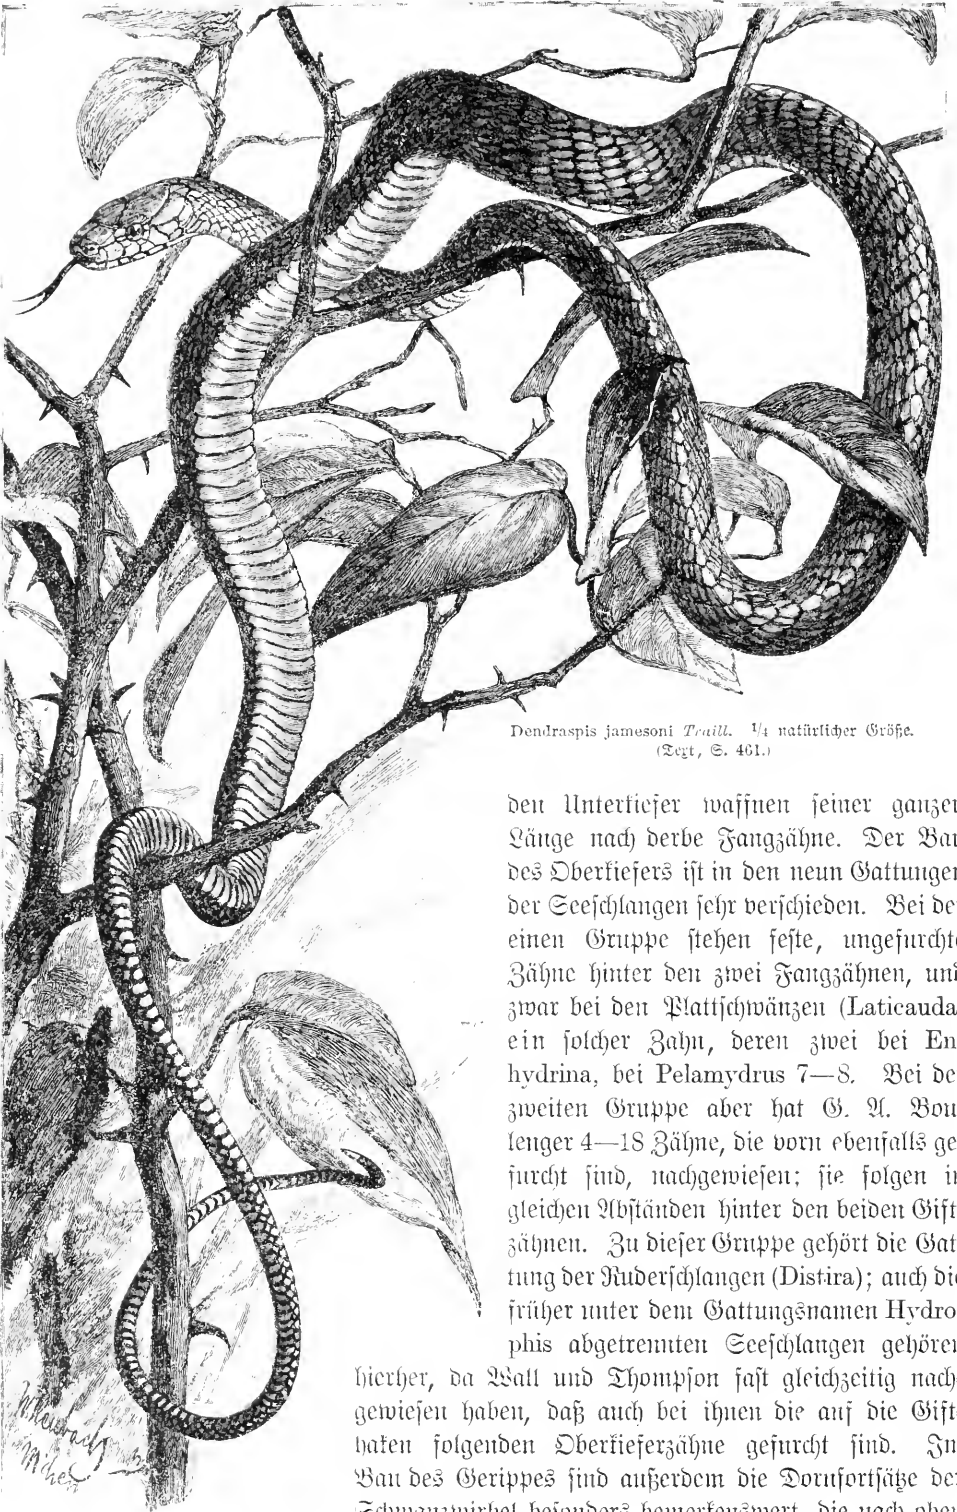 Dendraspis jamesoni Traill. ¼ natürlicher Größe.
(Text, S. 461.)
den Unterkiefer waffnen seiner ganzen
Länge nach derbe Fangzähne. Der Bau
des Oberkiefers ist in den neun Gattungen
der Seeschlangen sehr verschieden. Bei der
einen Gruppe stehen feste, ungefurchte
Zähne hinter den zwei Fangzähnen, und
zwar bei den Plattschwänzen (Laticauda)
ein solcher Zahn, deren zwei bei En-
hydrina, bei Pelamydrus 7—8. Bei der
zweiten Gruppe aber hat G. A. Bou-
lenger 4—18 Zähne, die vorn ebenfalls ge-
furcht sind, nachgewiesen; sie folgen in
gleichen Abständen hinter den beiden Gift-
zähnen. Zu dieser Gruppe gehört die Gat-
tung der Ruderschlangen (Distira); auch die
früher unter dem Gattungsnamen Hydro-
phis abgetrennten Seeschlangen gehören
hierher, da Wall und Thompson fast gleichzeitig nach-
gewiesen haben, daß auch bei ihnen die auf die Gift-
haken folgenden Oberkieferzähne gefurcht sind. Im
Bau des Gerippes sind außerdem die Dornfortsätze der
Schwanzwirbel besonders bemerkenswert, die nach oben